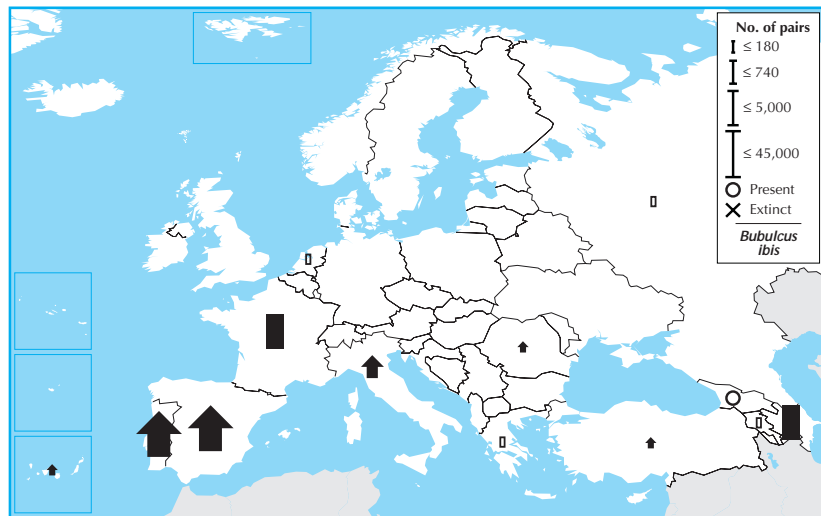 No. of pairs
≤ 180
≤ 740
≤ 5,000
≤ 45,000
Present
Extinct
Bubulcus
ibis